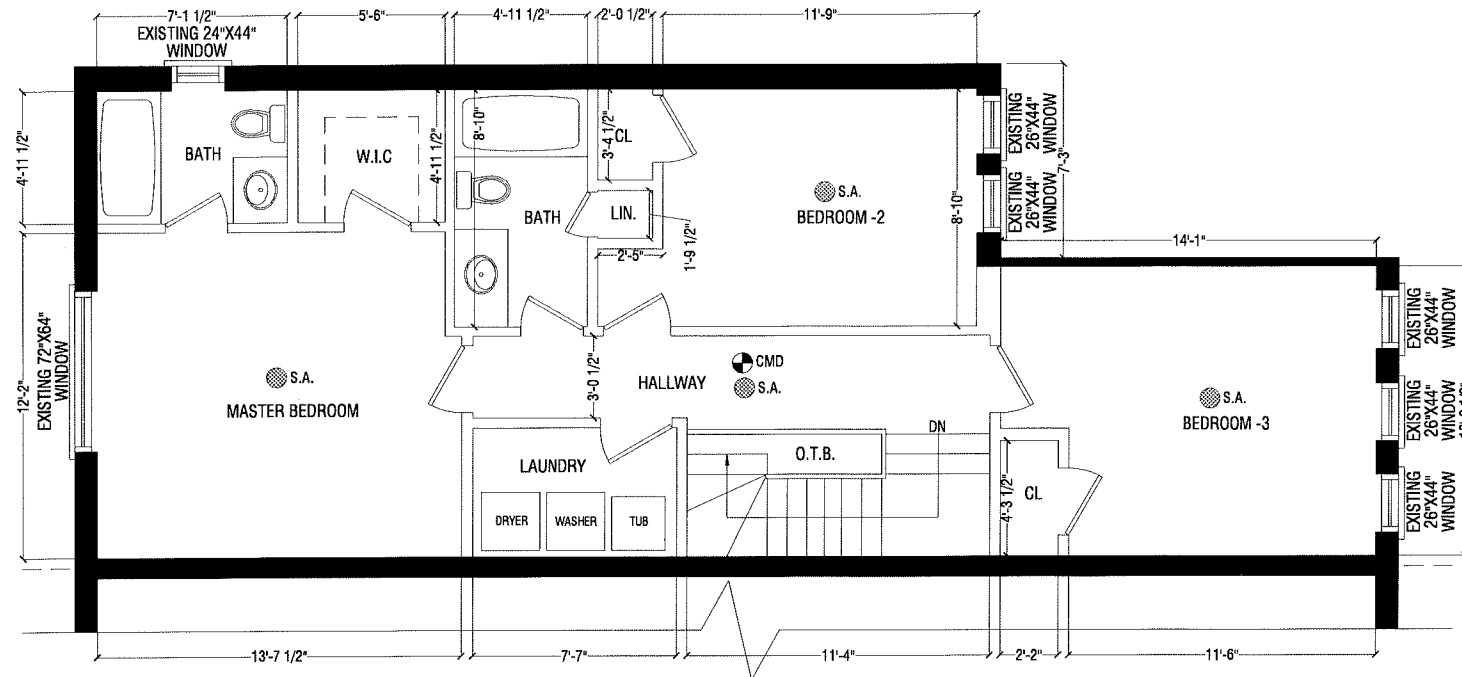 7'-1 1/2"
5'-6"
4'-11 1/2"
2'-0 1/2"
11'-9"
EXISTING 24"X44"
WINDOW
4'-11 1/2"
BATH
W.I.C
4'-11 1/2"
8'-10"
3'-4 1/2"
CL
EXISTING
26"X44"
WINDOW
7'-3"
EXISTING
26"X44"
WINDOW
S.A.
BEDROOM -2
BATH
LIN.
8'-10"
2'-5"
1'-9 1/2"
14'-1"
EXISTING 72"X64"
WINDOW
12'-2"
S.A.
MASTER BEDROOM
3'-0 1/2"
HALLWAY
CMD
S.A.
S.A.
BEDROOM -3
EXISTING
26"X44"
WINDOW
EXISTING
26"X44"
WINDOW
EXISTING
26"X44"
WINDOW
DN
O.T.B.
LAUNDRY
DRYER
WASHER
TUB
CL
4'-3 1/2"
13'-7 1/2"
7'-7"
11'-4"
2'-2"
11'-6"